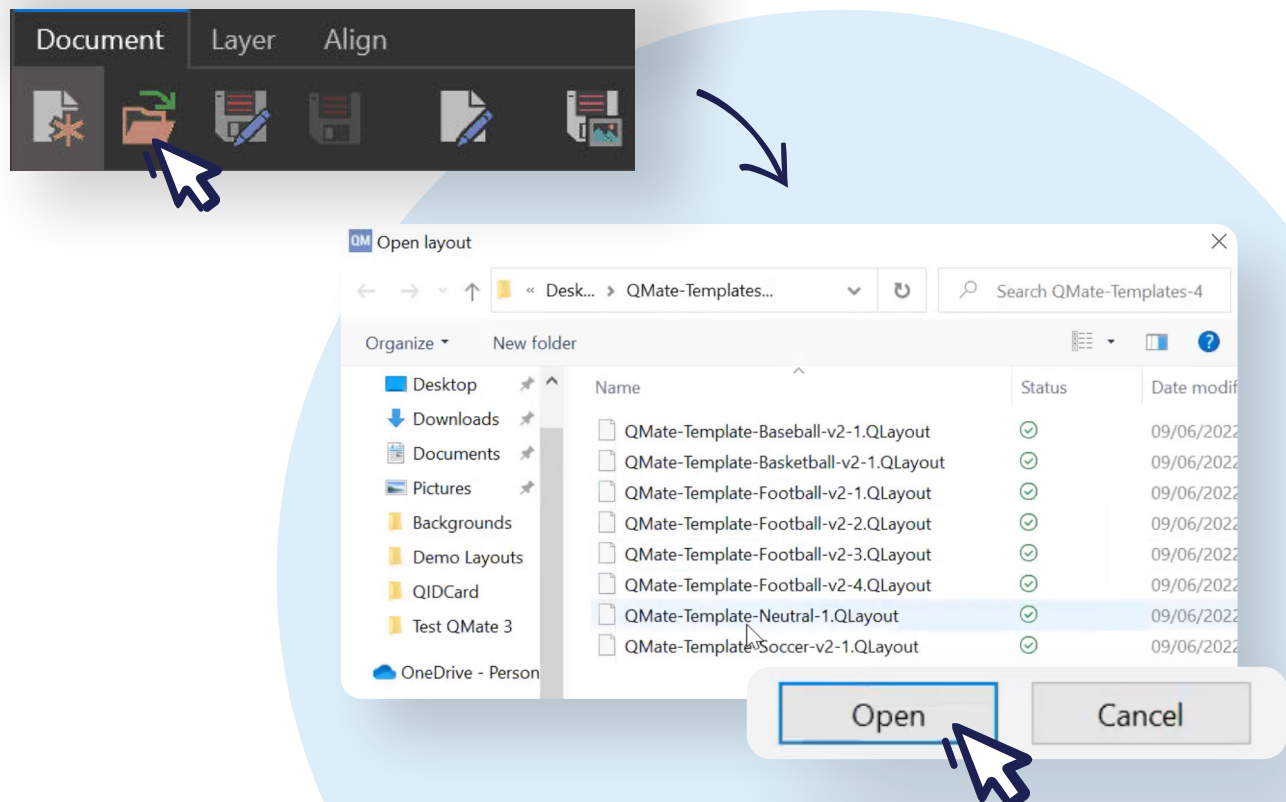 Document Layer Align
QM Open layout
« Desk... > QMate-Templates...
Search QMate-Templates-4
Organize New folder
?
Name Status Date modif
Desktop
Downloads
Documents
Pictures
Backgrounds
Demo Layouts
QIDCard
Test QMate 3
OneDrive - Person
QMate-Template-Baseball-v2-1.QLayout 09/06/2022
QMate-Template-Basketball-v2-1.QLayout 09/06/2022
QMate-Template-Football-v2-1.QLayout 09/06/2022
QMate-Template-Football-v2-2.QLayout 09/06/2022
QMate-Template-Football-v2-3.QLayout 09/06/2022
QMate-Template-Football-v2-4.QLayout 09/06/2022
QMate-Template-Neutral-1.QLayout 09/06/2022
QMate-Template-Soccer-v2-1.QLayout 09/06/2022
Open Cancel